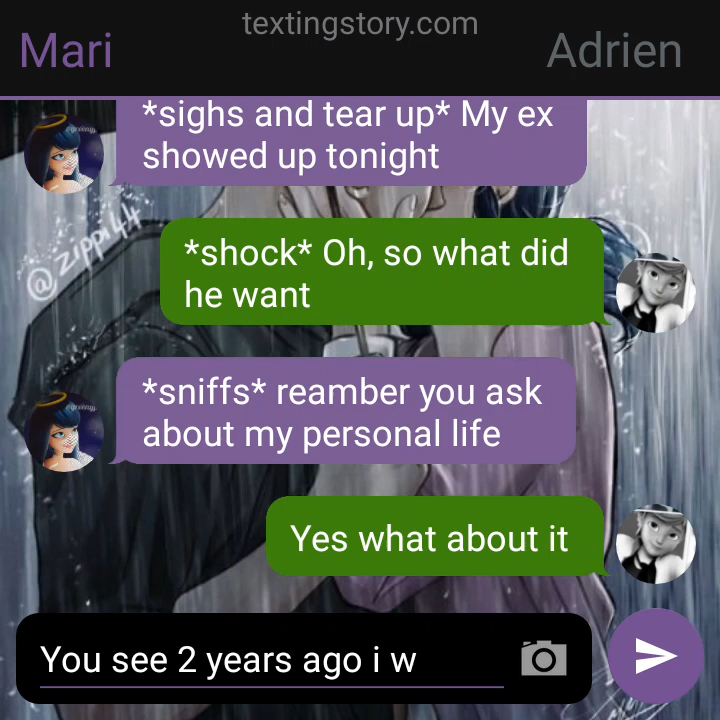 textingstory.com
Mari
Adrien
*sighs and tear up* My ex
showed up tonight
@zippi44
*shock* Oh, so what did
he want
*sniffs* reamber you ask
about my personal life
Yes what about it
You see 2 years ago i w